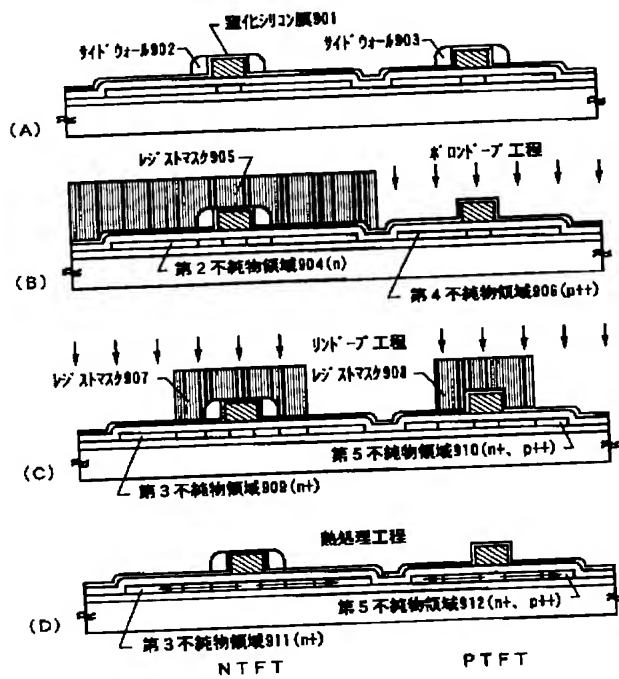 窒化シリコン膜901
サイドウォール902
サイドウォール903
(A)
レジストマスク905
ボロンドープ工程
第2不純物領域904(n)
(B)
第4不純物領域906(p++)
リンドープ工程
レジストマスク907
レジストマスク908
第5不純物領域910(n+、p++)
(C)
第3不純物領域909(n+)
熱処理工程
第5不純物領域912(n+、p++)
(D)
第3不純物領域911(n+)
NTFT
PTFT